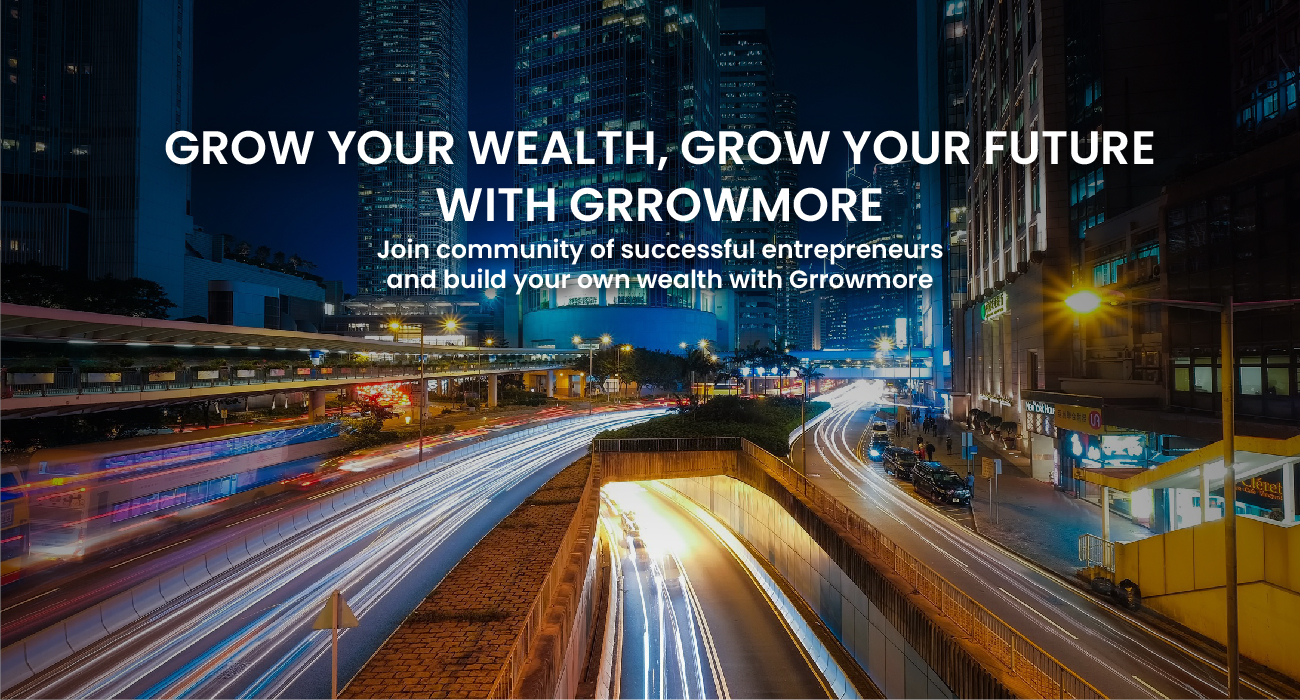 GROW YOUR WEALTH, GROW YOUR FUTURE
WITH GRROWMORE
Join community of successful entrepreneurs
and build your own wealth with Grrowmore